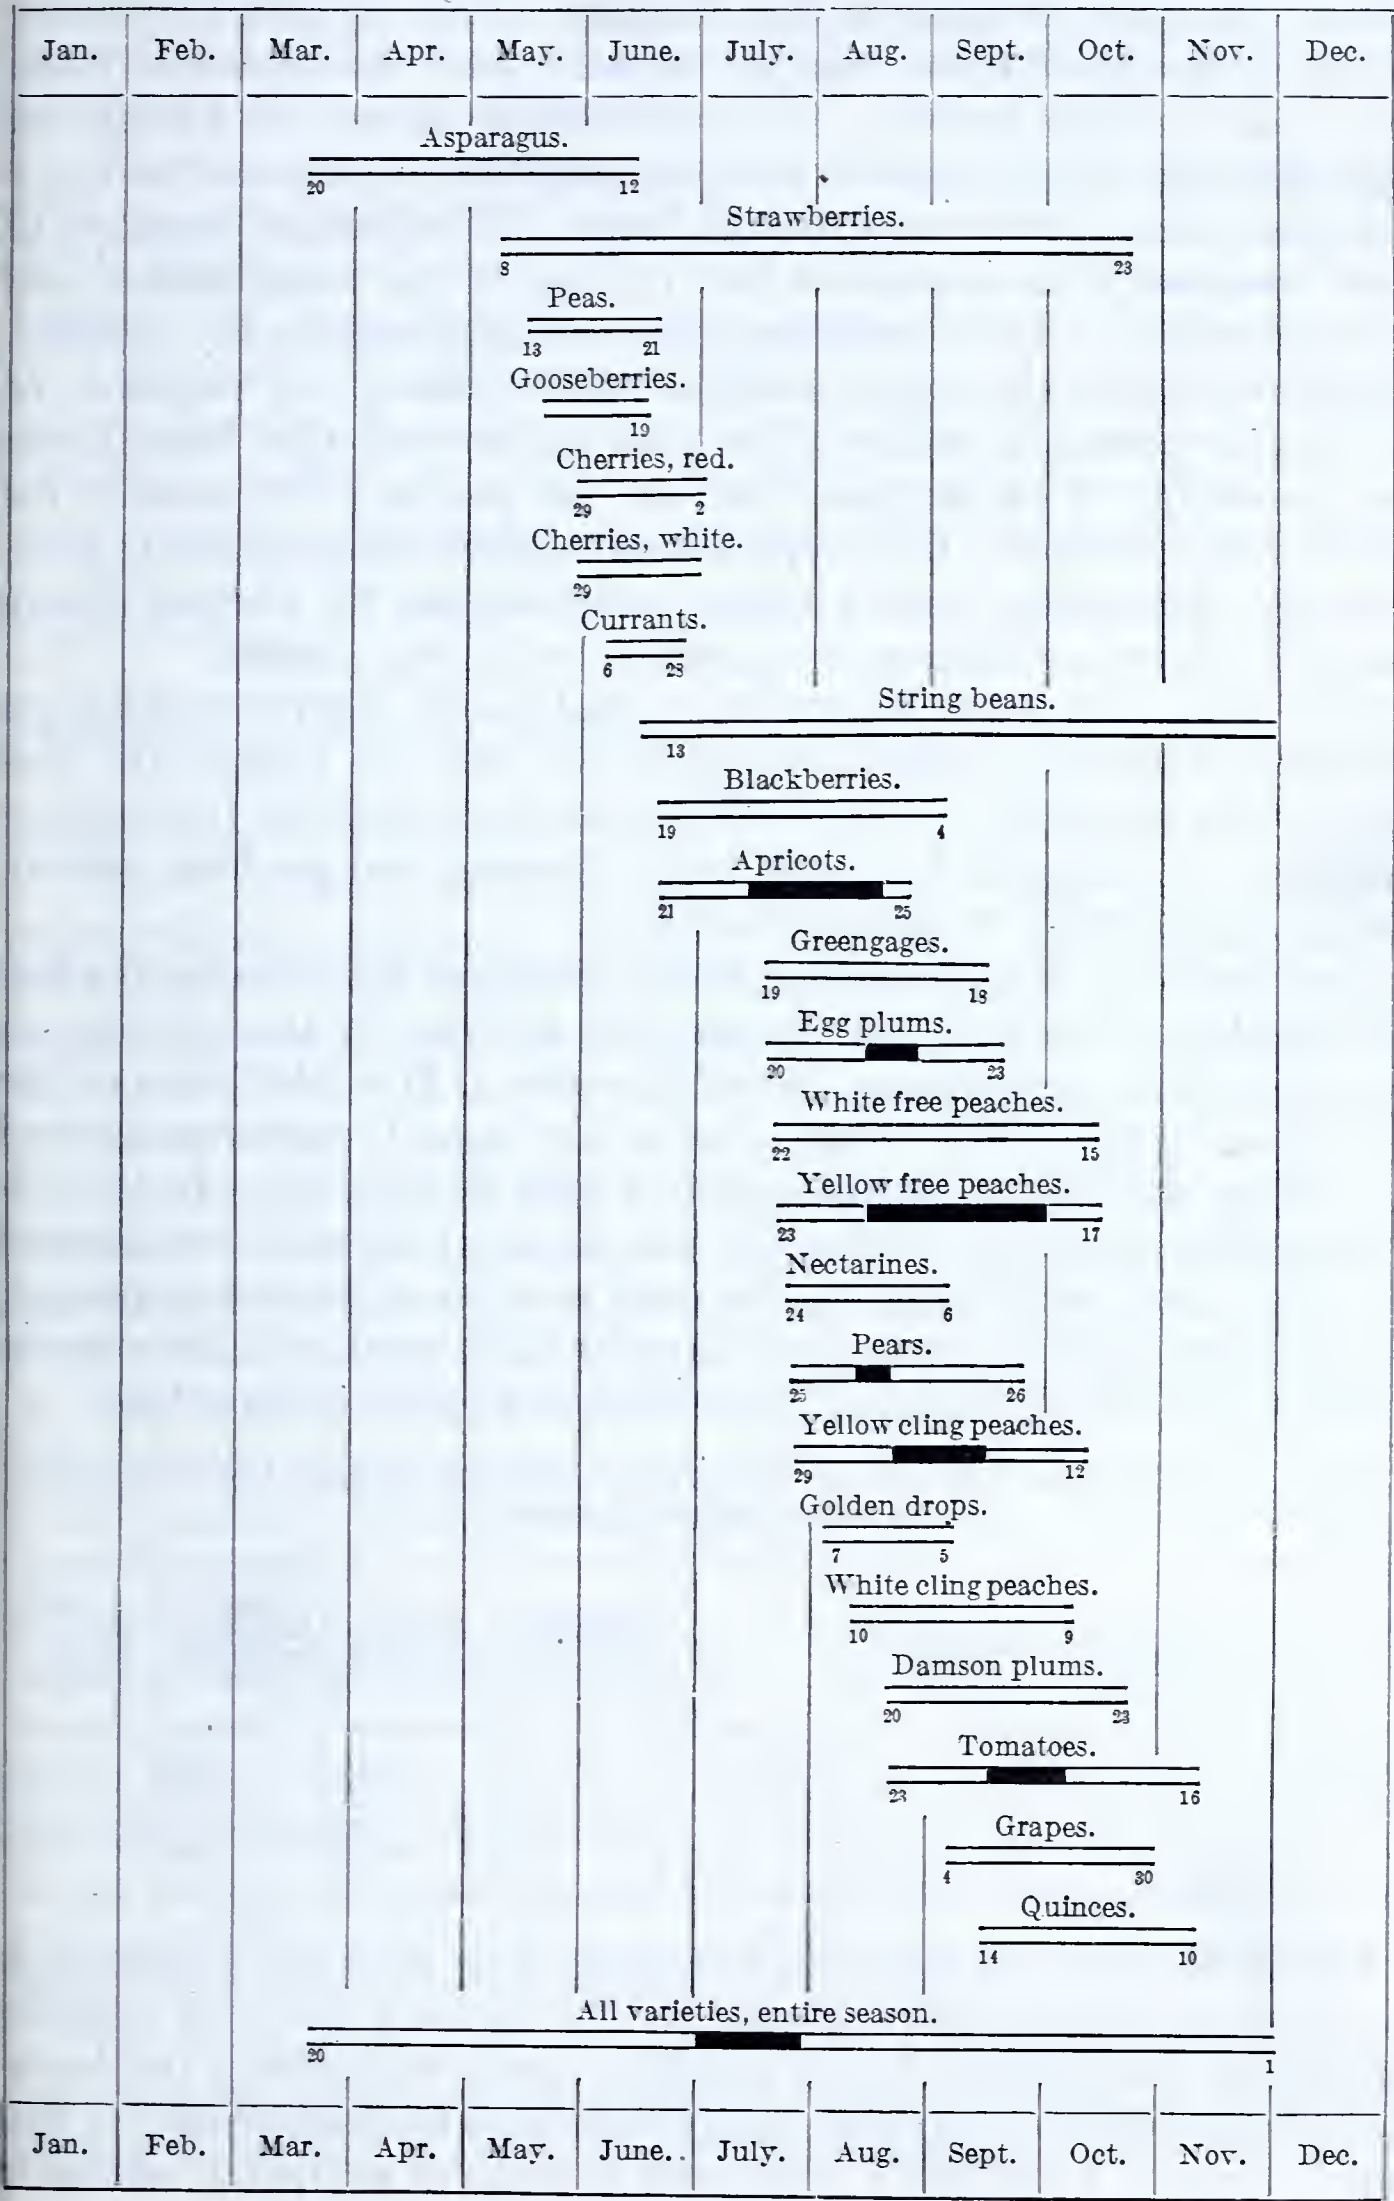 Jan. Feb. Mar. Apr. May. June. July. Aug. Sept. Oct. Nov. Dec.
Asparagus.
20 12
Strawberries.
8 23
Peas.
13 21
Gooseberries.
19
Cherries, red.
29 2
Cherries, white.
29
Currants.
6 28
String beans.
13
Blackberries.
19 4
Apricots.
21 25
Greengages.
19 18
Egg plums.
20 23
White free peaches.
22 15
Yellow free peaches.
23 17
Nectarines.
24 6
Pears.
25 26
Yellow cling peaches.
29 12
Golden drops.
7 5
White cling peaches.
10 9
Damson plums.
20 23
Tomatoes.
23 16
Grapes.
4 30
Quinces.
14 10
All varieties, entire season.
20 1
Jan. Feb. Mar. Apr. May. June. July. Aug. Sept. Oct. Nov. Dec.